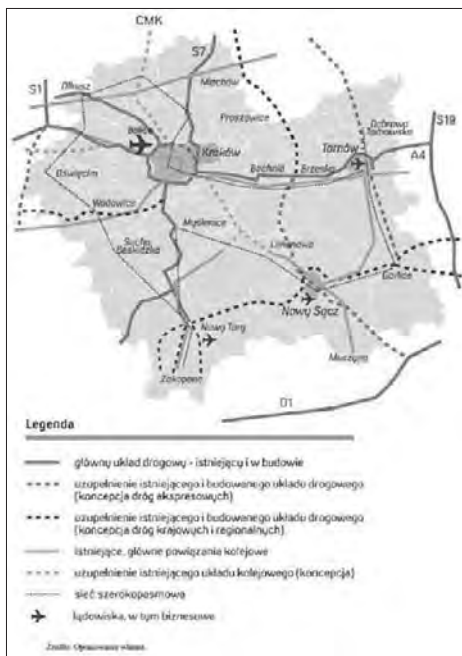 CMK
S7
S1
Olkusz
Miechów
Proszowice
S19
Dąbrowa
Tarnowska
Balice
Kraków
Tarnów
A4
Bochnia
Brzesko
Oświęcim
Wadowice
Myślenice
Sucha
Beskidzka
Limanowa
Gorlice
Nowy Sącz
Nowy Targ
Muszyna
Zakopane
D1
Legenda
główny układ drogowy - istniejący i w budowie
uzupełnienie istniejącego i budowanego układu drogowego
(koncepcja dróg ekspresowych)
uzupełnienie istniejącego i budowanego układu drogowego
(koncepcja dróg krajowych i regionalnych)
istniejące, główne powiązania kolejowe
uzupełnienie istniejącego układu kolejowego (koncepcja)
sieć szerokopasmowa
lądowiska, w tym biznesowe
Źródło: Opracowanie własne.